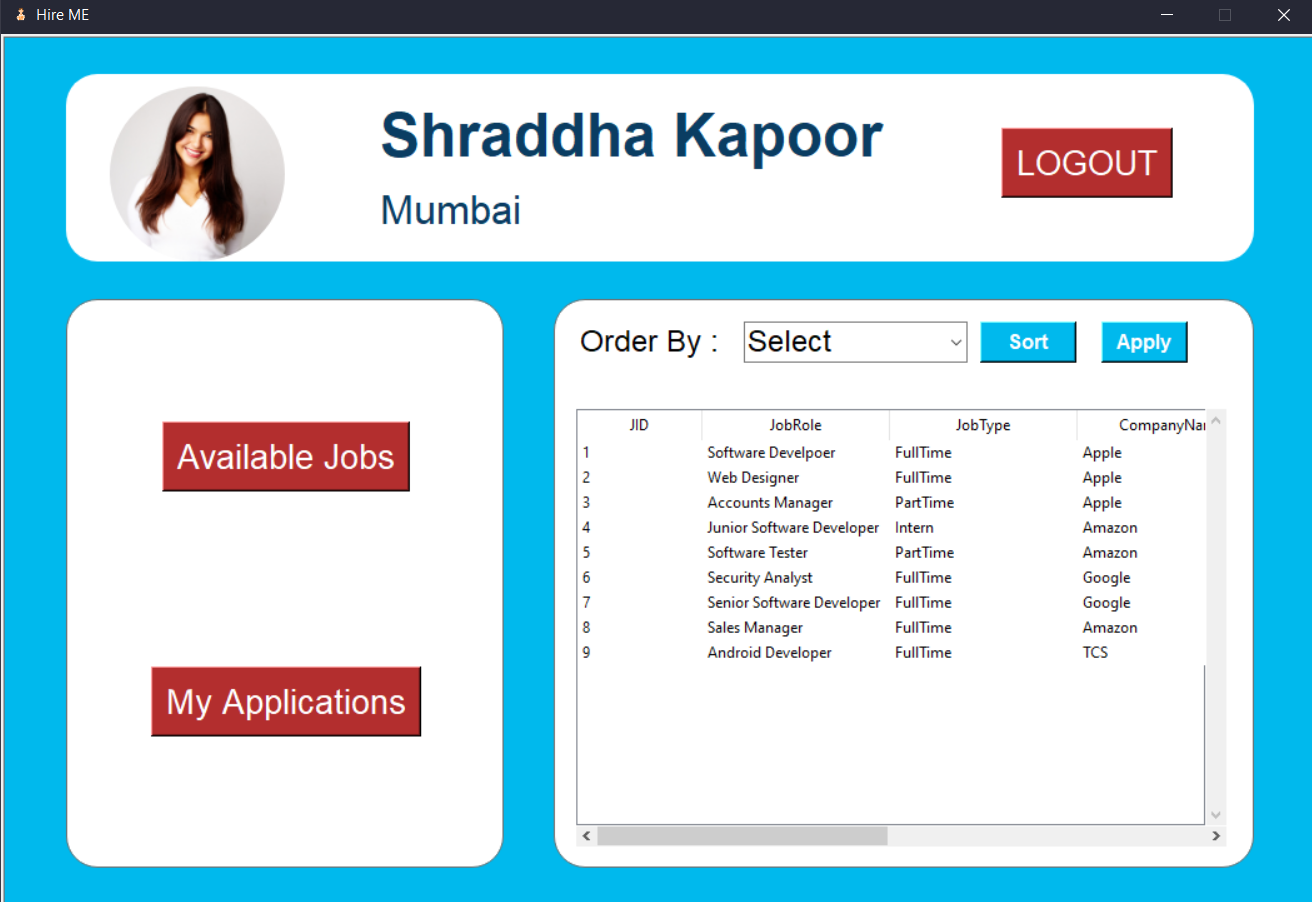 Hire ME
Shraddha Kapoor
LOGOUT
Mumbai
Available Jobs
My Applications
Order By : Select Sort Apply
JID JobRole JobType CompanyNa
1 Software Develpoer FullTime Apple
2 Web Designer FullTime Apple
3 Accounts Manager PartTime Apple
4 Junior Software Developer Intern Amazon
5 Software Tester PartTime Amazon
6 Security Analyst FullTime Google
7 Senior Software Developer FullTime Google
8 Sales Manager FullTime Amazon
9 Android Developer FullTime TCS